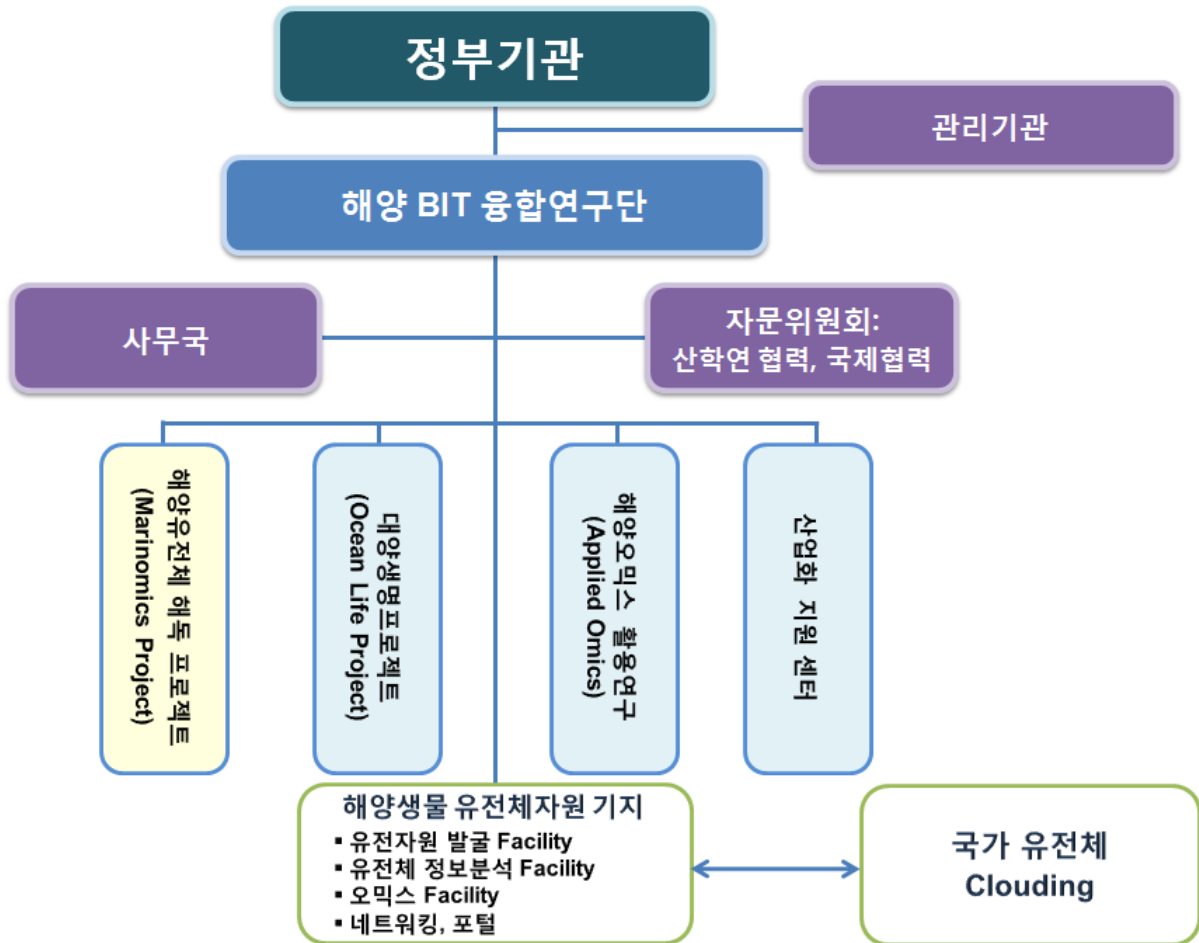 정부기관
관리기관
해양 BIT 융합연구단
사무국
자문위원회:
산학연 협력, 국제협력
해양유전체 해독 프로젝트
(Marinomics Project)
대양생명프로젝트
(Ocean Life Project)
해양오믹스 활용연구
(Applied Omics)
산업화 지원 센터
해양생물 유전체자원 기지
▪ 유전자원 발굴 Facility
▪ 유전체 정보분석 Facility
▪ 오믹스 Facility
▪ 네트워킹, 포털
국가 유전체
Clouding